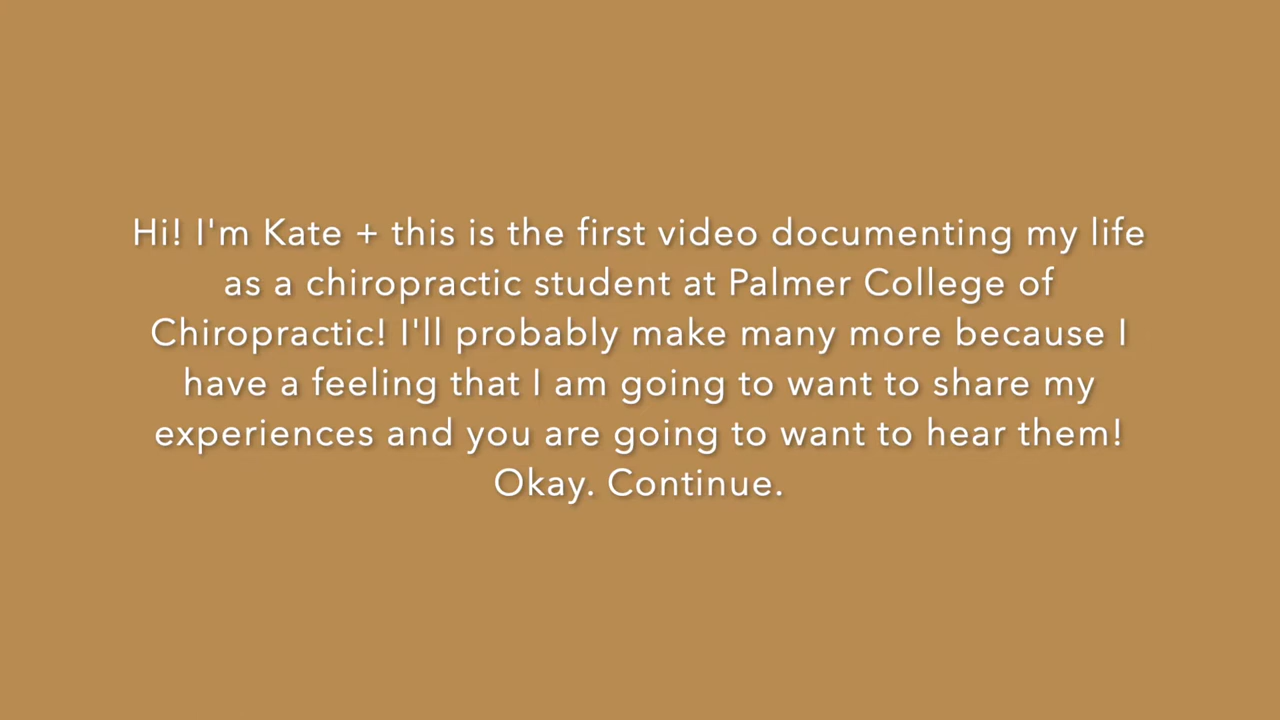 Hi! I'm Kate + this is the first video documenting my life
as a chiropractic student at Palmer College of
Chiropractic! I'll probably make many more because I
have a feeling that I am going to want to share my
experiences and you are going to want to hear them!
Okay. Continue.